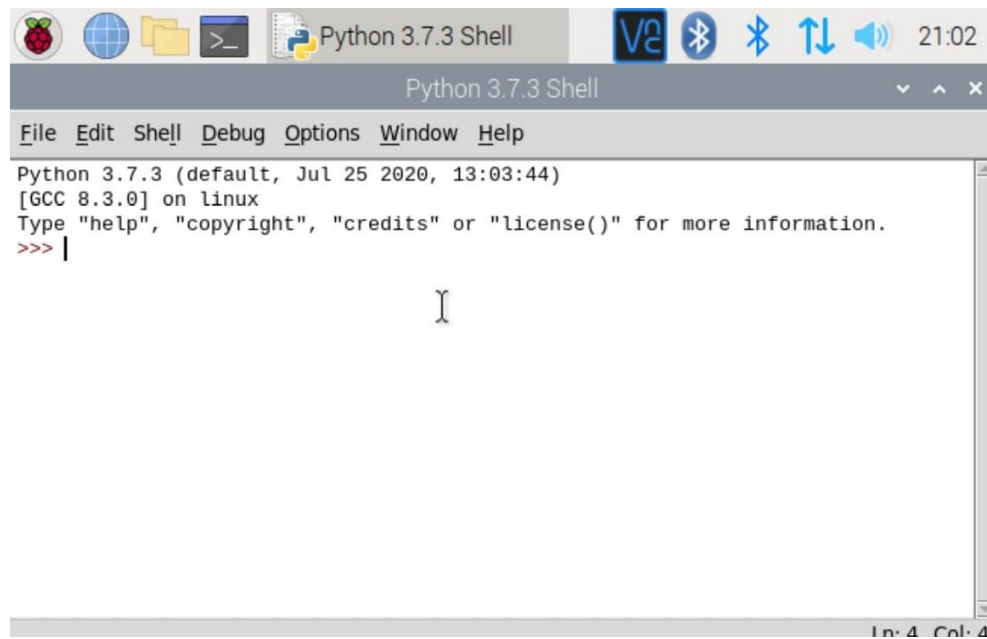 Python 3.7.3 Shell
V2
21:02
Python 3.7.3 Shell
File Edit Shell Debug Options Window Help
Python 3.7.3 (default, Jul 25 2020, 13:03:44)
[GCC 8.3.0] on linux
Type "help", "copyright", "credits" or "license()" for more information.
>>>
Ln: 4 Col: 4